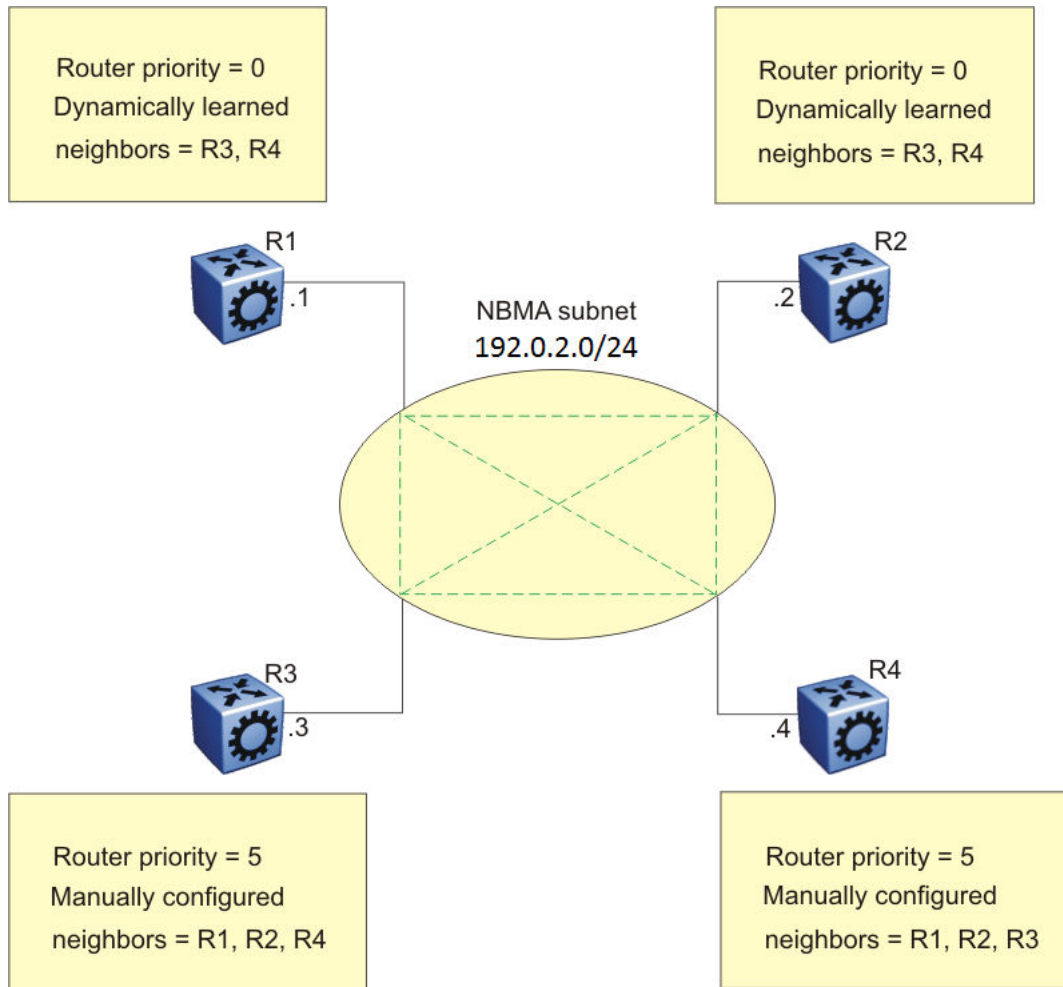 Router priority = 0
Dynamically learned
neighbors = R3, R4
Router priority = 0
Dynamically learned
neighbors = R3, R4
R1
.1
R2
.2
NBMA subnet
192.0.2.0/24
R3
.3
R4
.4
Router priority = 5
Manually configured
neighbors = R1, R2, R4
Router priority = 5
Manually configured
neighbors = R1, R2, R3